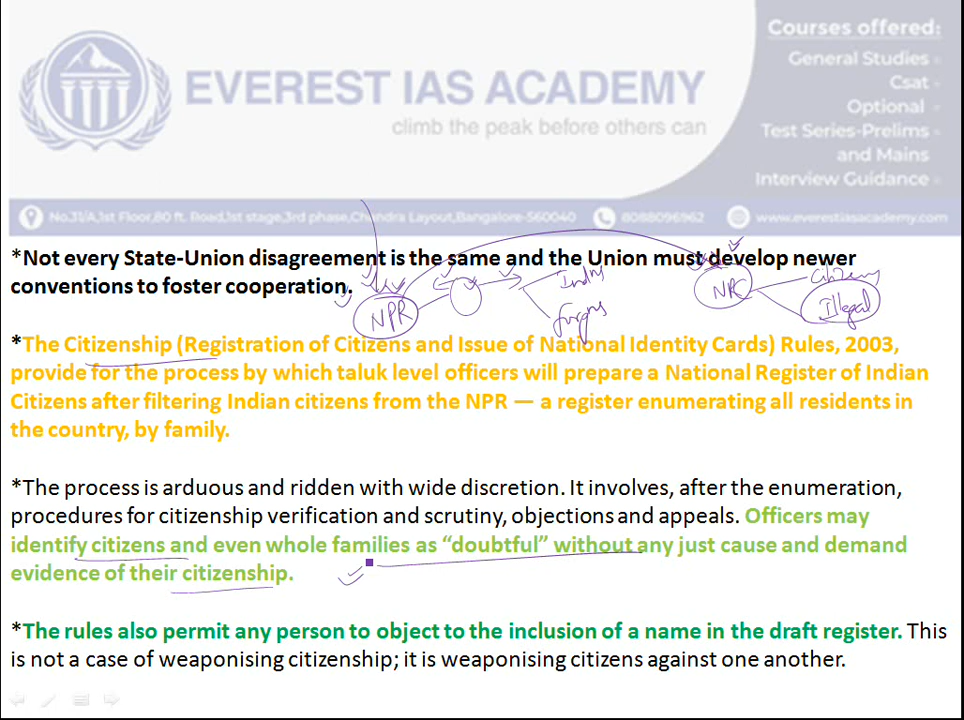 Courses offered:
General Studies
Csat
EVEREST IAS ACADEMY
Optional
climb the peak before others can
Test Series-Prelims
and Mains
Interview Guidance
No.31/A,1st Floor,80 ft. Road,1st stage,3rd phase,Chandra Layout,Bangalore-560040 8088096962 www.everestiasacademy.com
*Not every State-Union disagreement is the same and the Union must develop newer
conventions to foster cooperation.
NPR NRC
Illegal
*The Citizenship (Registration of Citizens and Issue of National Identity Cards) Rules, 2003,
provide for the process by which taluk level officers will prepare a National Register of Indian
Citizens after filtering Indian citizens from the NPR — a register enumerating all residents in
the country, by family.
*The process is arduous and ridden with wide discretion. It involves, after the enumeration,
procedures for citizenship verification and scrutiny, objections and appeals. Officers may
identify citizens and even whole families as “doubtful” without any just cause and demand
evidence of their citizenship.
*The rules also permit any person to object to the inclusion of a name in the draft register. This
is not a case of weaponising citizenship; it is weaponising citizens against one another.